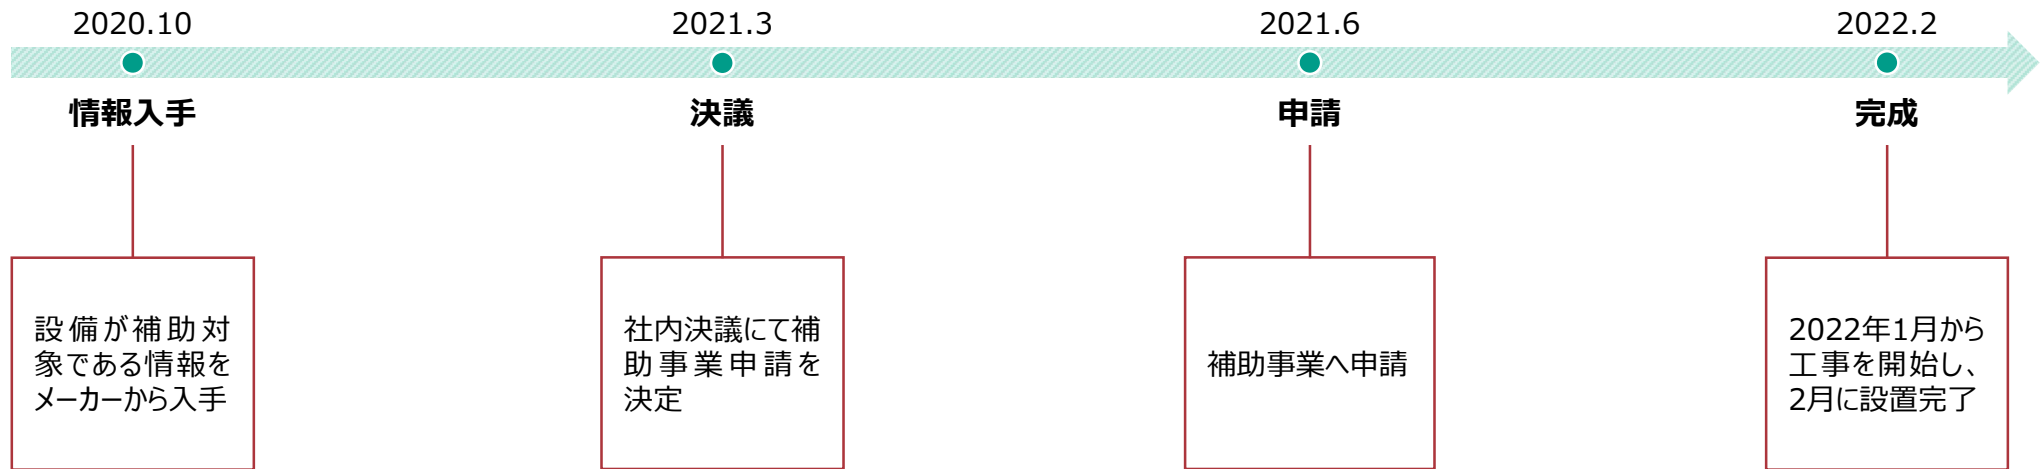 2020.10
2021.3
2021.6
2022.2
情報入手
決議
申請
完成
設備が補助対
象である情報を
メーカーから入手
社内決議にて補
助事業申請を
決定
補助事業へ申請
2022年1月から
工事を開始し、
2月に設置完了